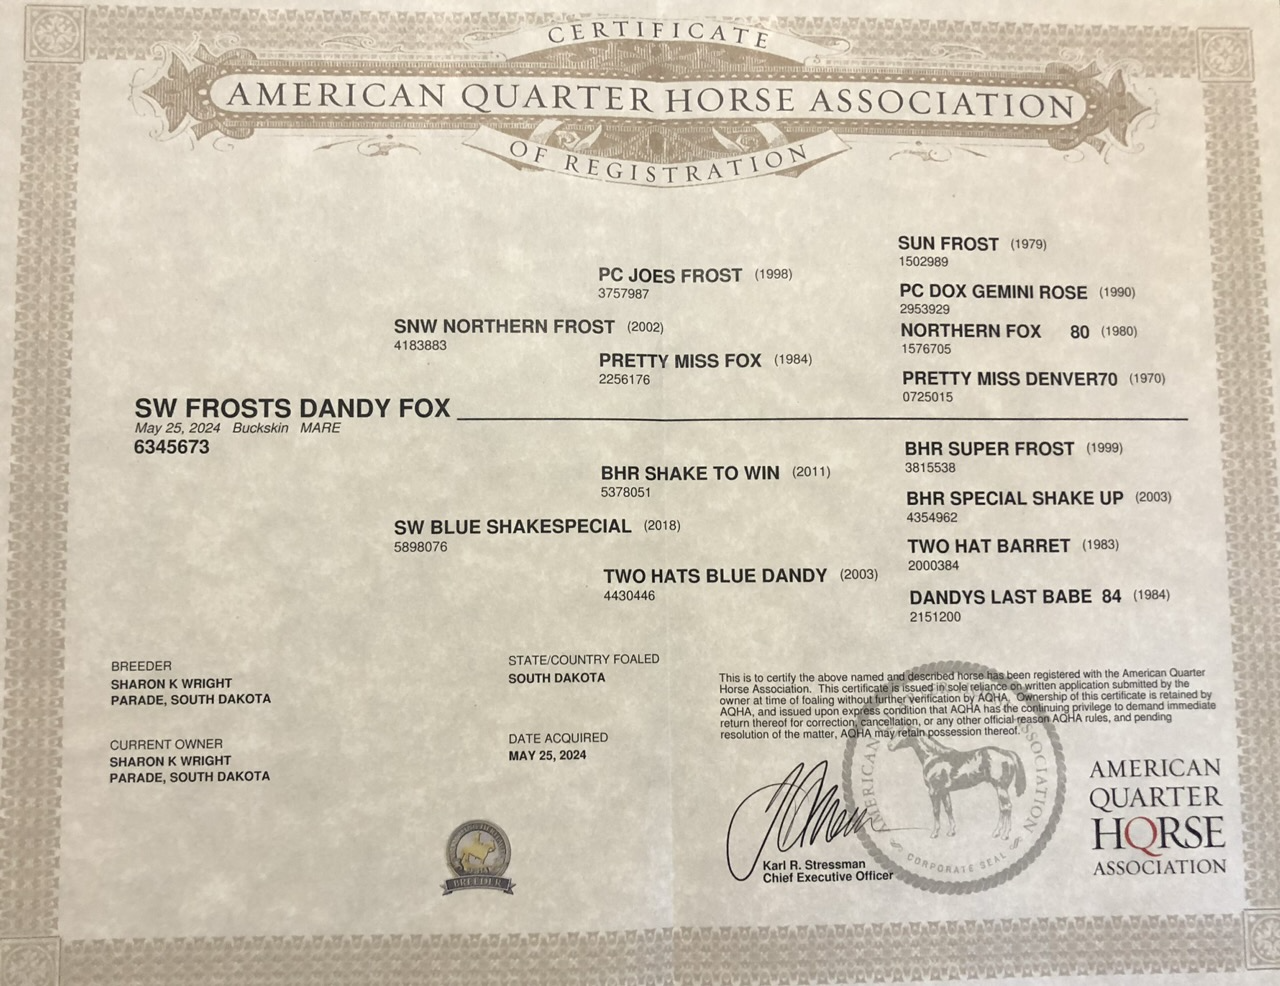 CERTIFICATE
AMERICAN QUARTER HORSE ASSOCIATION
OF REGISTRATION
SUN FROST (1979)
1502989
PC JOES FROST (1998)
3757987
PC DOX GEMINI ROSE (1990)
2953929
SNW NORTHERN FROST (2002)
4183883
NORTHERN FOX 80 (1980)
1576705
PRETTY MISS FOX (1984)
2256176
PRETTY MISS DENVER70 (1970)
0725015
SW FROSTS DANDY FOX
May 25, 2024 Buckskin MARE
6345673
BHR SUPER FROST (1999)
3815538
BHR SHAKE TO WIN (2011)
5378051
BHR SPECIAL SHAKE UP (2003)
4354962
SW BLUE SHAKESPECIAL (2018)
5898076
TWO HAT BARRET (1983)
2000384
TWO HATS BLUE DANDY (2003)
4430446
DANDYS LAST BABE 84 (1984)
2151200
BREEDER
SHARON K WRIGHT
PARADE, SOUTH DAKOTA
STATE/COUNTRY FOALED
SOUTH DAKOTA
CURRENT OWNER
SHARON K WRIGHT
PARADE, SOUTH DAKOTA
DATE ACQUIRED
MAY 25, 2024
This is to certify the above named and described horse has been registered with the American Quarter
Horse Association. This certificate is issued in sole reliance on written application submitted by the
owner at time of foaling without further verification by AQHA. Ownership of this certificate is retained by
AQHA, and issued upon express condition that AQHA has the continuing privilege to demand immediate
return thereof for correction, cancellation, or any other official reason AQHA rules, and pending
resolution of the matter, AQHA may retain possession thereof.
Karl R. Stressman
Chief Executive Officer
AMERICAN
ASSOCIATION
CORPORATE SEAL
BREEDER
AMERICAN
QUARTER
HORSE
ASSOCIATION